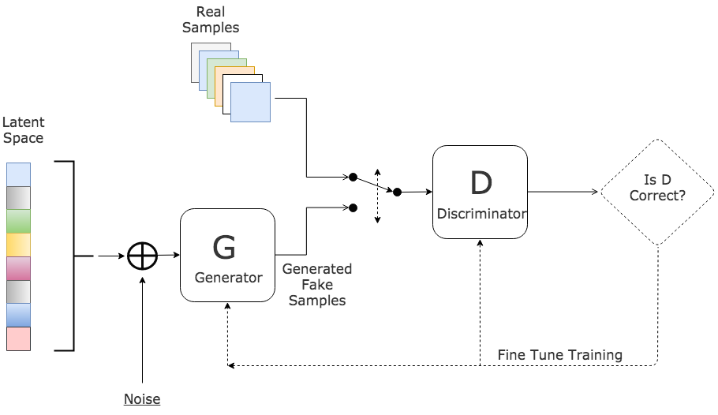 Real
Samples
Latent
Space
G
Generator
Generated
Fake
Samples
D
Discriminator
Is D
Correct?
Fine Tune Training
Noise